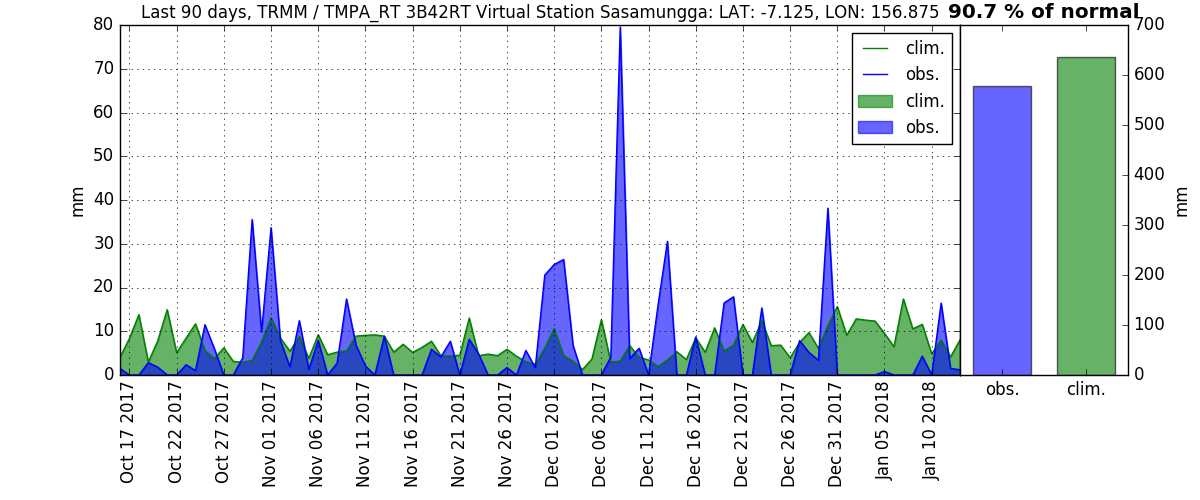 Last 90 days, TRMM / TMPA_RT 3B42RT Virtual Station Sasamungga: LAT: -7.125, LON: 156.875 90.7 % of normal
80
70
60
50
40
30
20
10
0
mm
clim.
obs.
clim.
obs.
700
600
500
400
300
200
100
0
mm
Oct 17 2017
Oct 22 2017
Oct 27 2017
Nov 01 2017
Nov 06 2017
Nov 11 2017
Nov 16 2017
Nov 21 2017
Nov 26 2017
Dec 01 2017
Dec 06 2017
Dec 11 2017
Dec 16 2017
Dec 21 2017
Dec 26 2017
Dec 31 2017
Jan 05 2018
Jan 10 2018
obs.
clim.